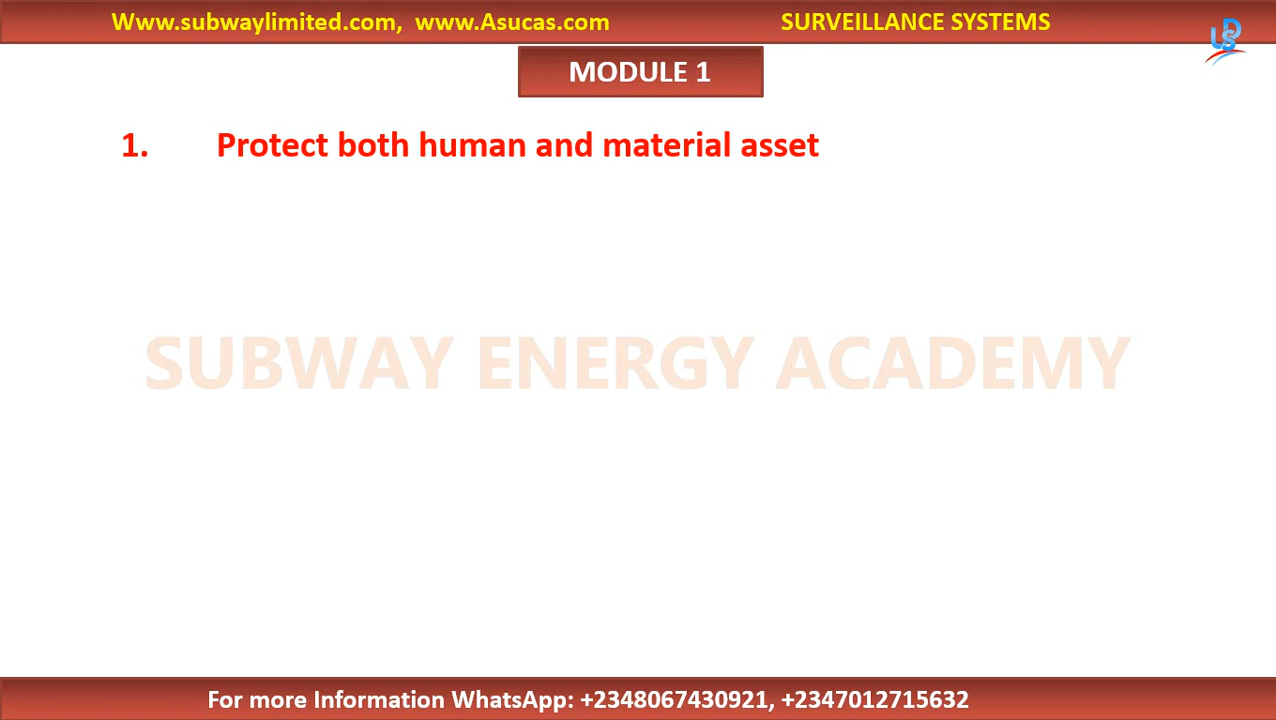 Www.subwaylimited.com, www.Asucas.com SURVEILLANCE SYSTEMS
USD
MODULE 1
1. Protect both human and material asset
SUBWAY ENERGY ACADEMY
For more Information WhatsApp: +2348067430921, +2347012715632